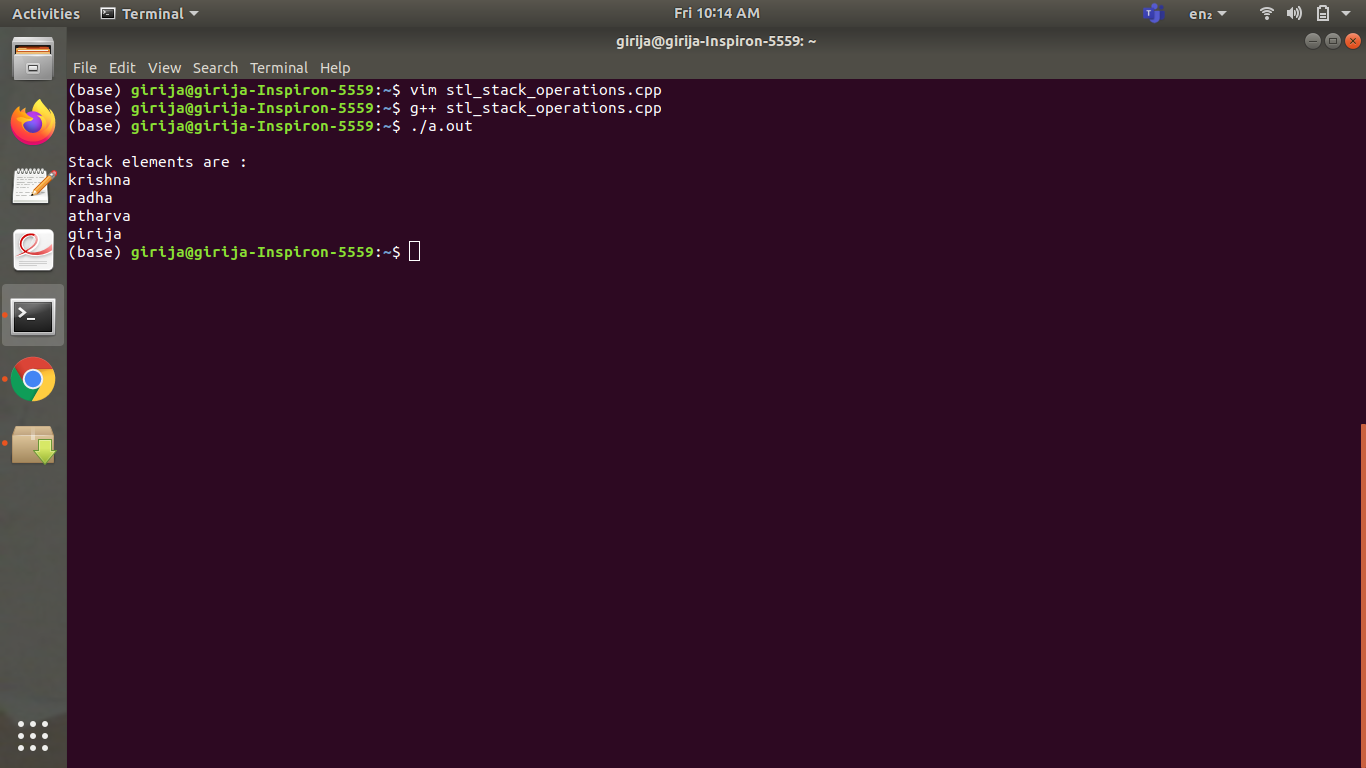 Activities Terminal Fri 10:14 AM en₂
girija@girija-Inspiron-5559: ~
File Edit View Search Terminal Help
(base) girija@girija-Inspiron-5559:~$ vim stl_stack_operations.cpp
(base) girija@girija-Inspiron-5559:~$ g++ stl_stack_operations.cpp
(base) girija@girija-Inspiron-5559:~$ ./a.out
Stack elements are :
krishna
radha
atharva
girija
(base) girija@girija-Inspiron-5559:~$